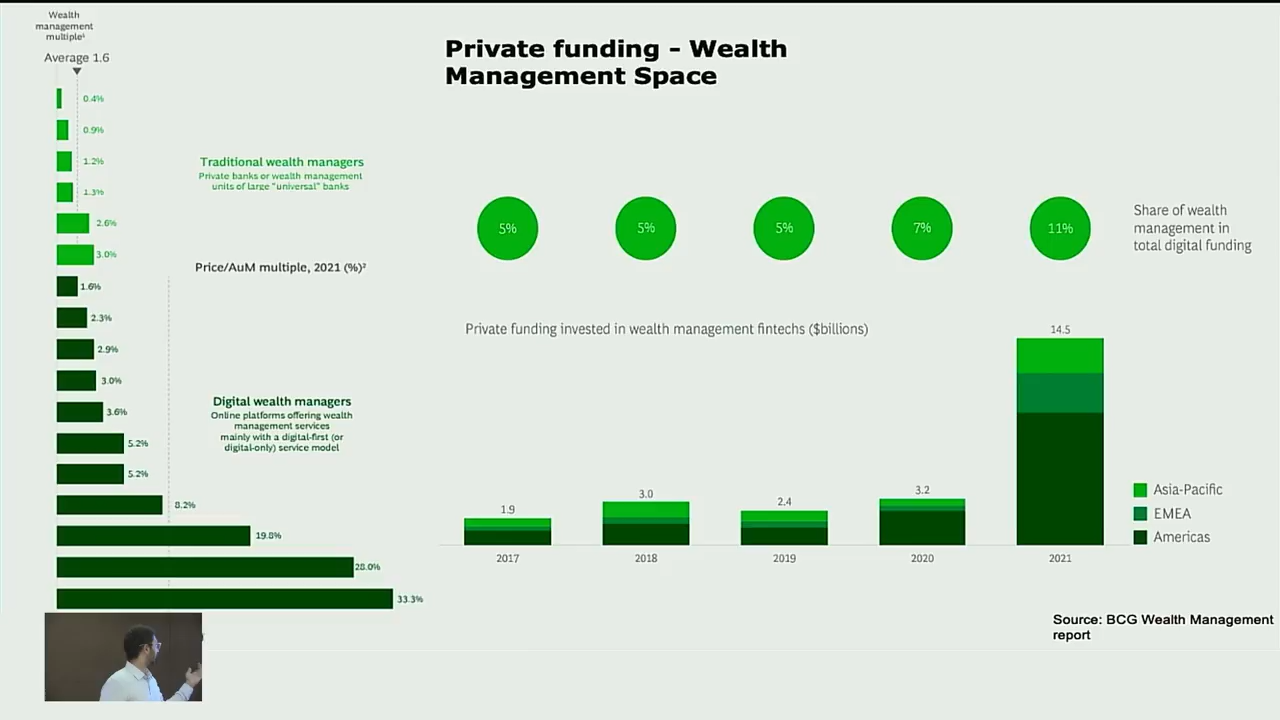 Wealth
management
multiple⁶
Average 1.6
0.4%
0.9%
1.2%
1.3%
2.6%
3.0%
1.6%
2.3%
2.9%
3.0%
3.6%
5.2%
5.2%
8.2%
19.8%
28.0%
33.3%
Traditional wealth managers
Private banks or wealth management
units of large "universal" banks
Price/AuM multiple, 2021 (%)²
Digital wealth managers
Online platforms offering wealth
management services
mainly with a digital-first (or
digital-only) service model
Private funding - Wealth
Management Space
5%
5%
5%
7%
11%
Share of wealth
management in
total digital funding
Private funding invested in wealth management fintechs ($billions)
1.9
3.0
2.4
3.2
14.5
2017
2018
2019
2020
2021
Asia-Pacific
EMEA
Americas
Source: BCG Wealth Management
report